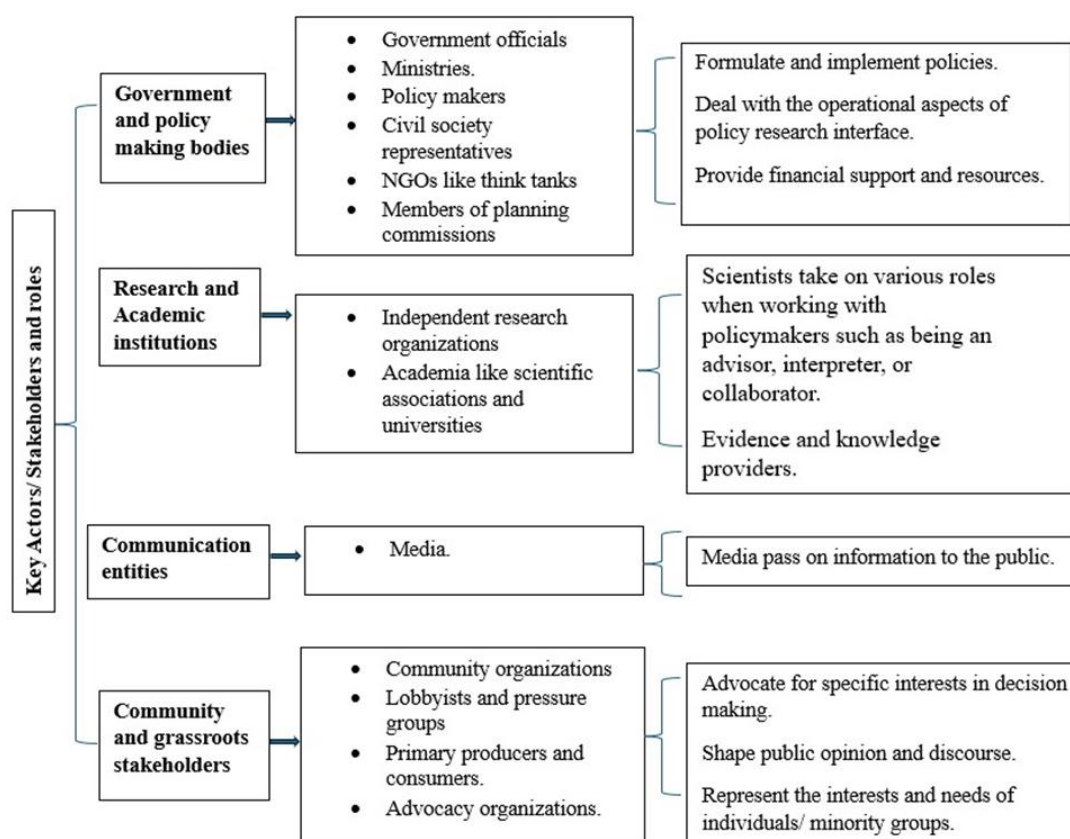 Key Actors/ Stakeholders and roles
Government
and policy
making bodies
• Government officials
• Ministries.
• Policy makers
• Civil society
representatives
• NGOs like think tanks
• Members of planning
commissions
Formulate and implement policies.
Deal with the operational aspects of
policy research interface.
Provide financial support and resources.
Research and
Academic
institutions
• Independent research
organizations
• Academia like scientific
associations and
universities
Scientists take on various roles
when working with
policymakers such as being an
advisor, interpreter, or
collaborator.
Evidence and knowledge
providers.
Communication
entities
• Media.
Media pass on information to the public.
Community
and grassroots
stakeholders
• Community organizations
• Lobbyists and pressure
groups
• Primary producers and
consumers.
• Advocacy organizations.
Advocate for specific interests in decision
making.
Shape public opinion and discourse.
Represent the interests and needs of
individuals/ minority groups.